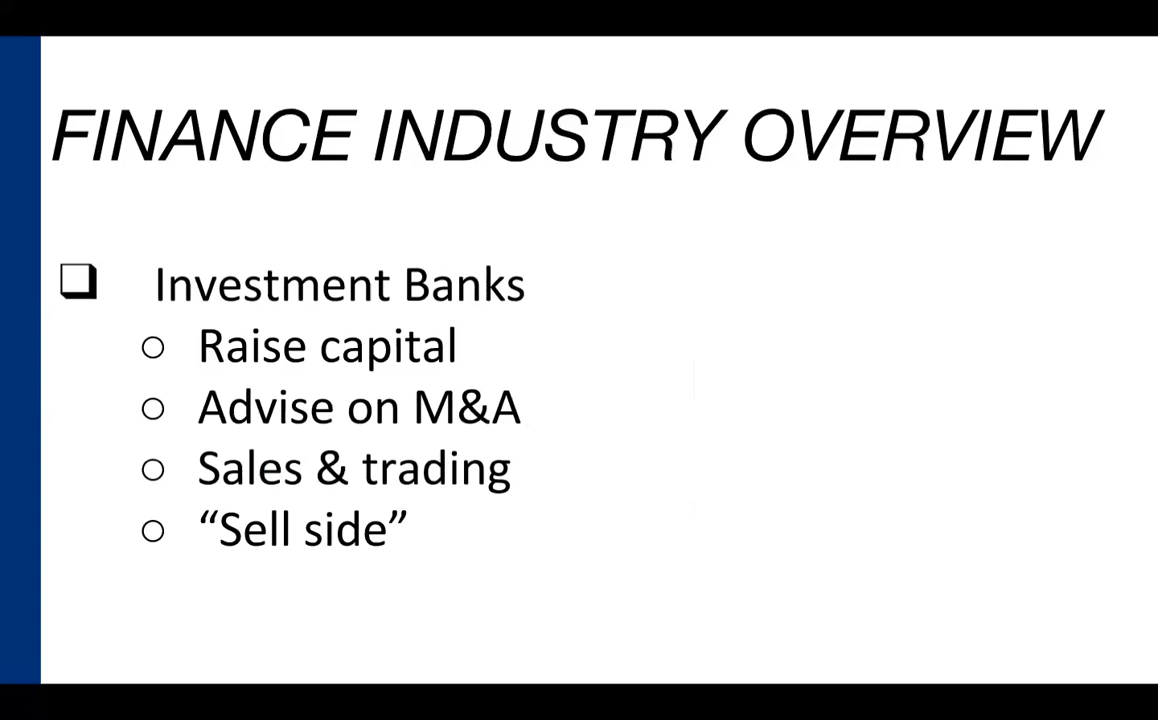 FINANCE INDUSTRY OVERVIEW
Investment Banks
Raise capital
Advise on M&A
Sales & trading
“Sell side”